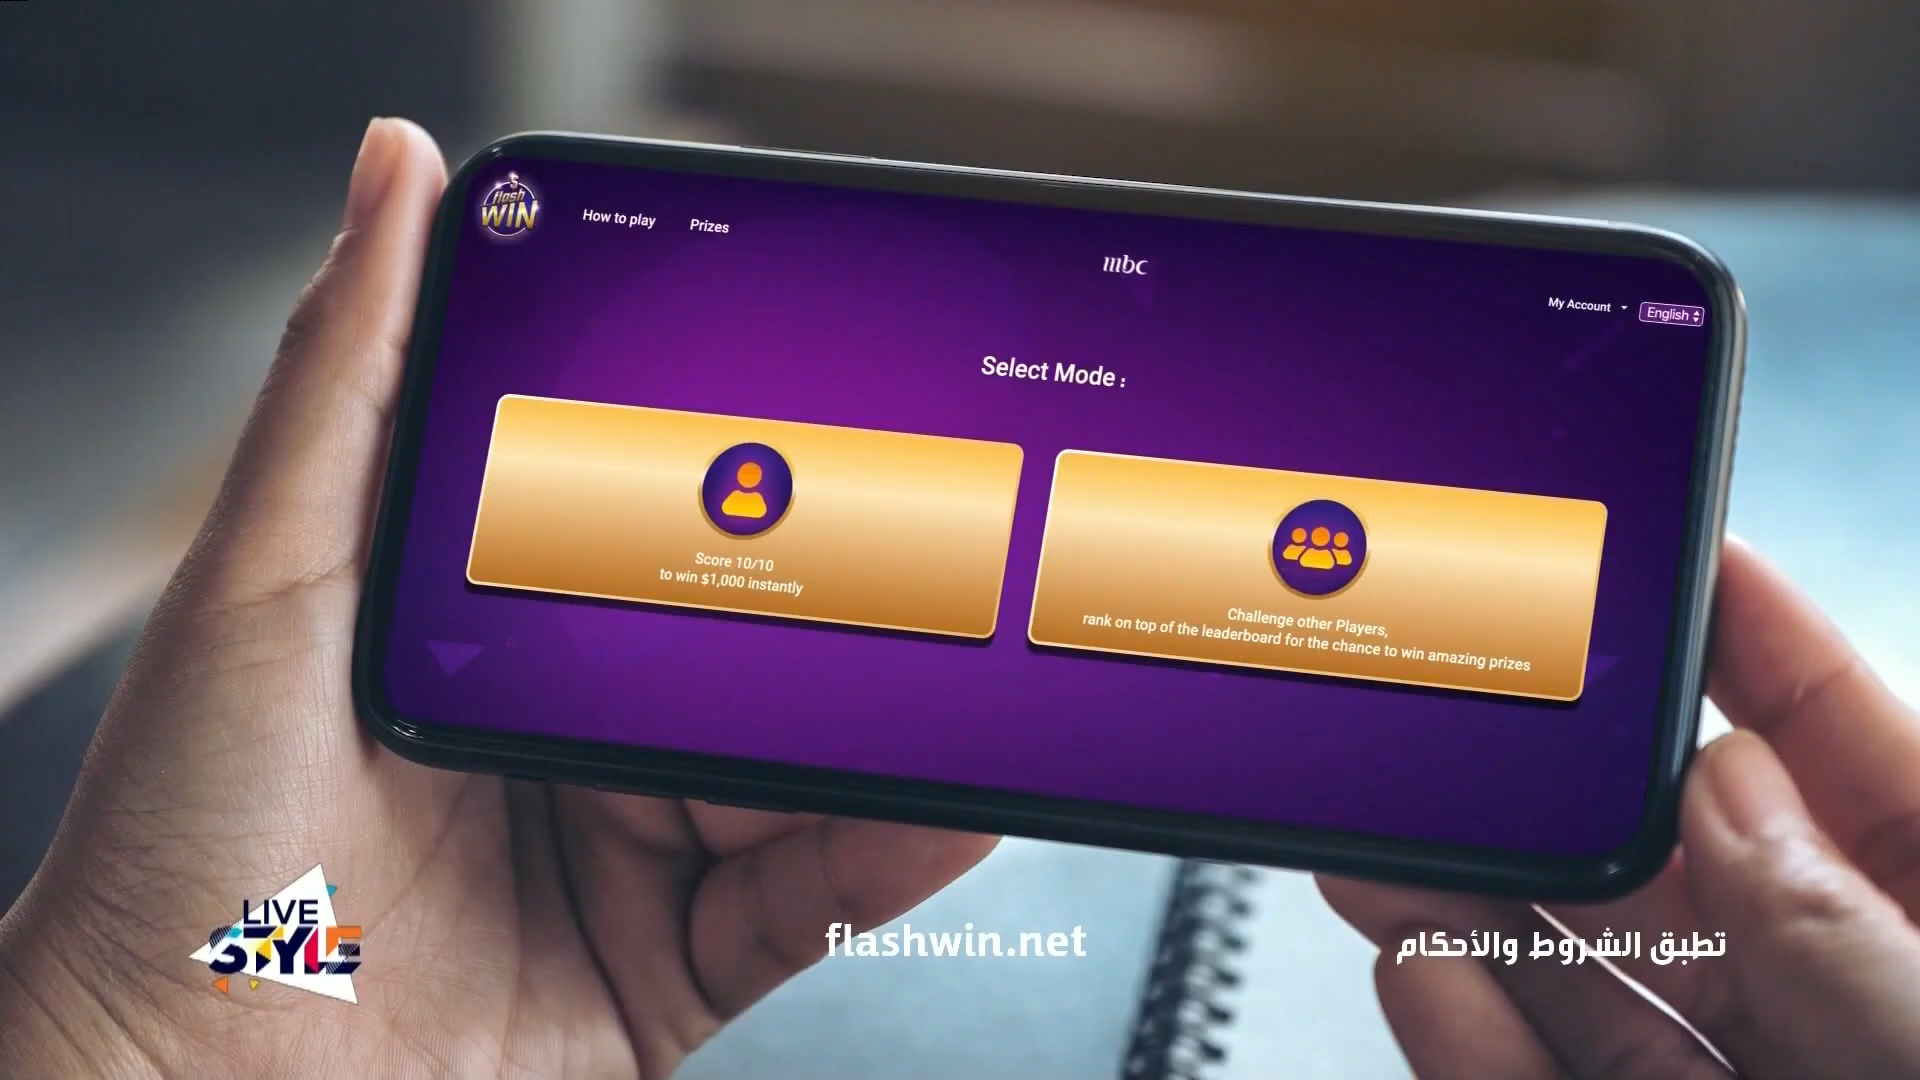 flash
WIN
How to play
Prizes
mbc
My Account
English
Select Mode :
Score 10/10
to win $1,000 instantly
Challenge other Players,
rank on top of the leaderboard for the chance to win amazing prizes
LIVE
STYLE
flashwin.net
تطبق الشروط والأحكام